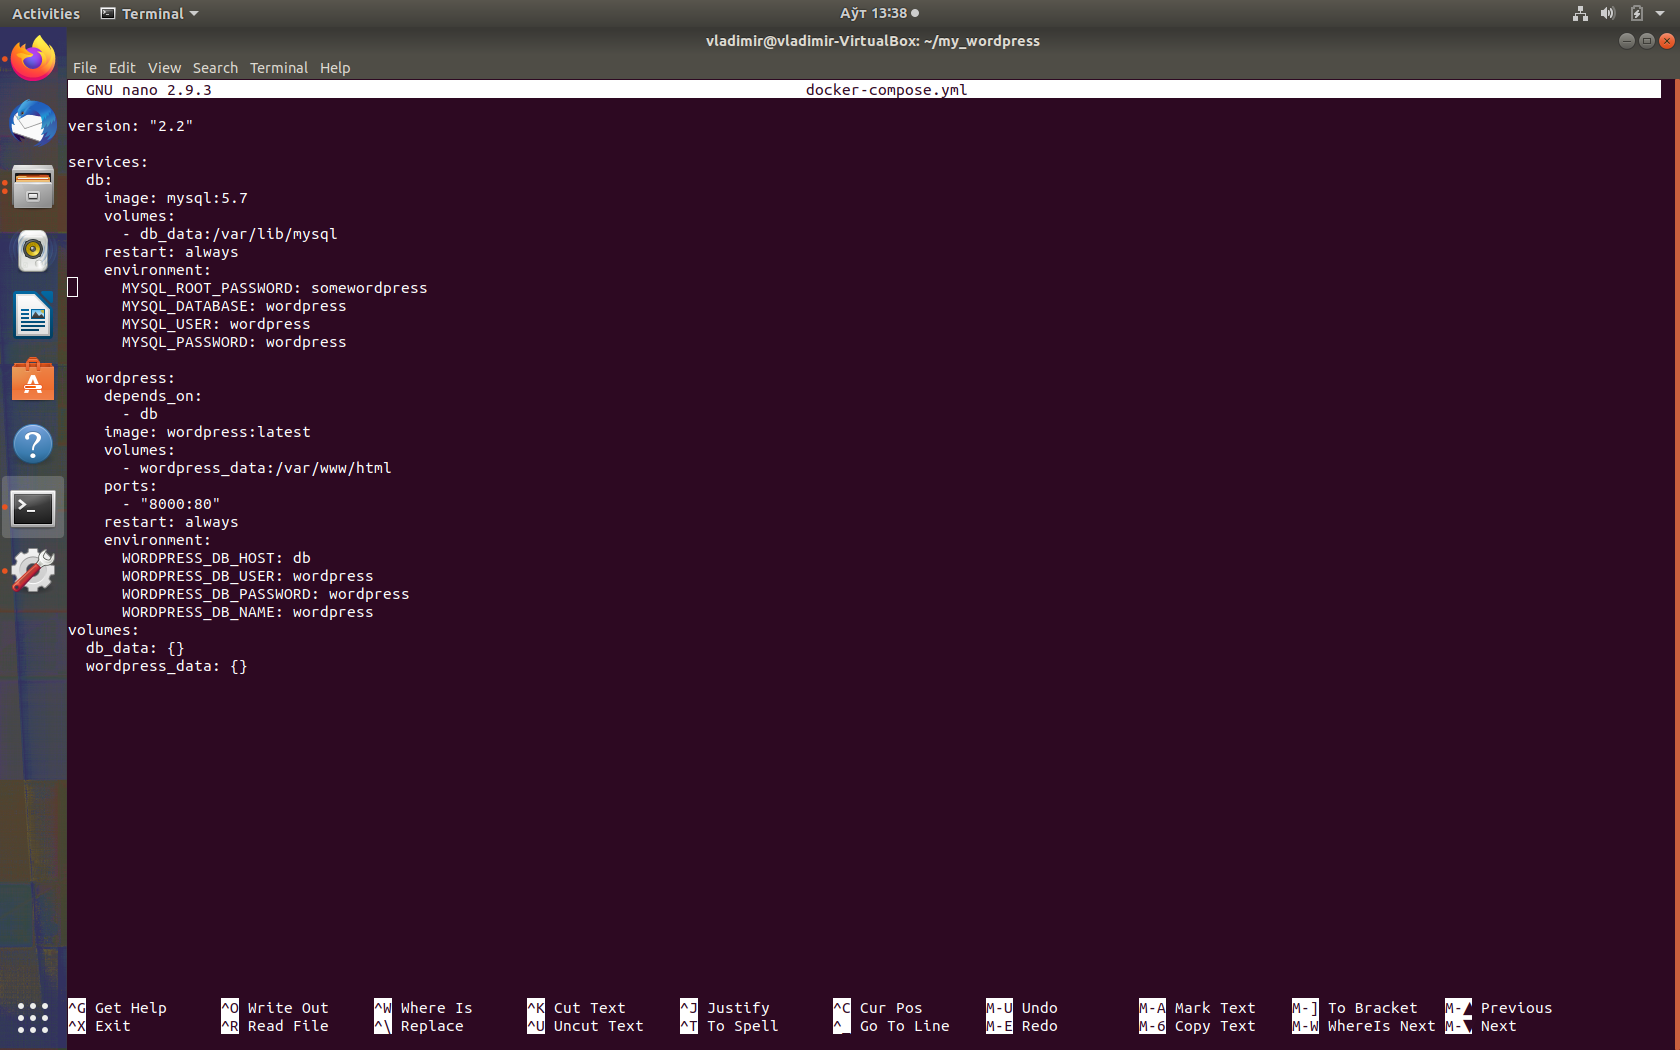 Activities Terminal Аўт 13:38
vladimir@vladimir-VirtualBox: ~/my_wordpress
File Edit View Search Terminal Help
GNU nano 2.9.3 docker-compose.yml
version: "2.2"
services:
  db:
    image: mysql:5.7
    volumes:
      - db_data:/var/lib/mysql
    restart: always
    environment:
      MYSQL_ROOT_PASSWORD: somewordpress
      MYSQL_DATABASE: wordpress
      MYSQL_USER: wordpress
      MYSQL_PASSWORD: wordpress
  wordpress:
    depends_on:
      - db
    image: wordpress:latest
    volumes:
      - wordpress_data:/var/www/html
    ports:
      - "8000:80"
    restart: always
    environment:
      WORDPRESS_DB_HOST: db
      WORDPRESS_DB_USER: wordpress
      WORDPRESS_DB_PASSWORD: wordpress
      WORDPRESS_DB_NAME: wordpress
volumes:
  db_data: {}
  wordpress_data: {}
^G Get Help ^O Write Out ^W Where Is ^K Cut Text ^J Justify ^C Cur Pos M-U Undo M-A Mark Text M-] To Bracket M-▲ Previous
^X Exit ^R Read File ^\ Replace ^U Uncut Text ^T To Spell ^_ Go To Line M-E Redo M-6 Copy Text M-W WhereIs Next M-▼ Next